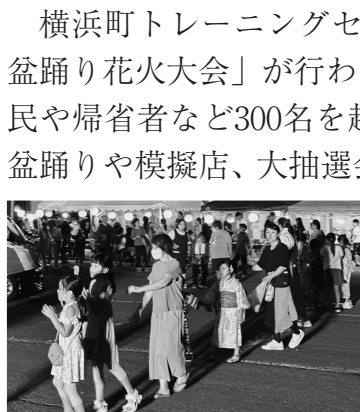 横浜町トレーニングセ
盆踊り花火大会」が行わ
民や帰省者など300名を
盆踊りや模擬店、大抽選